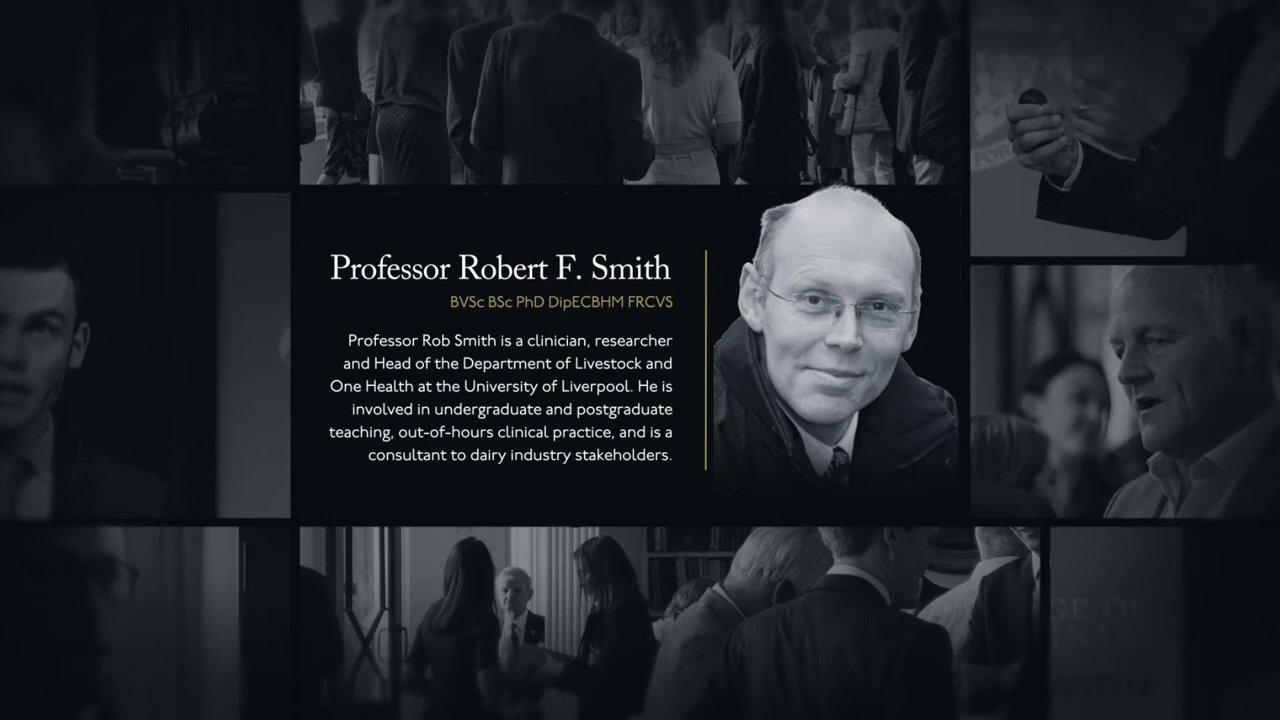 Professor Robert F. Smith
BVSc BSc PhD DipECBHM FRCVS
Professor Rob Smith is a clinician, researcher
and Head of the Department of Livestock and
One Health at the University of Liverpool. He is
involved in undergraduate and postgraduate
teaching, out-of-hours clinical practice, and is a
consultant to dairy industry stakeholders.